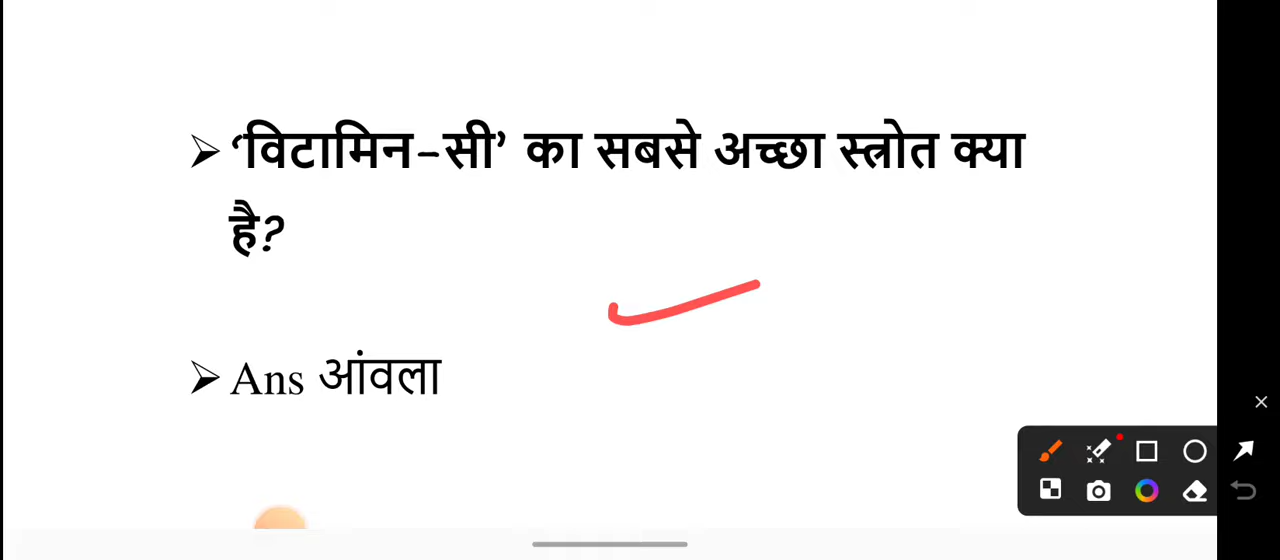 ➢ ‘विटामिन-सी’ का सबसे अच्छा स्त्रोत क्या
है?
➢ Ans आंवला